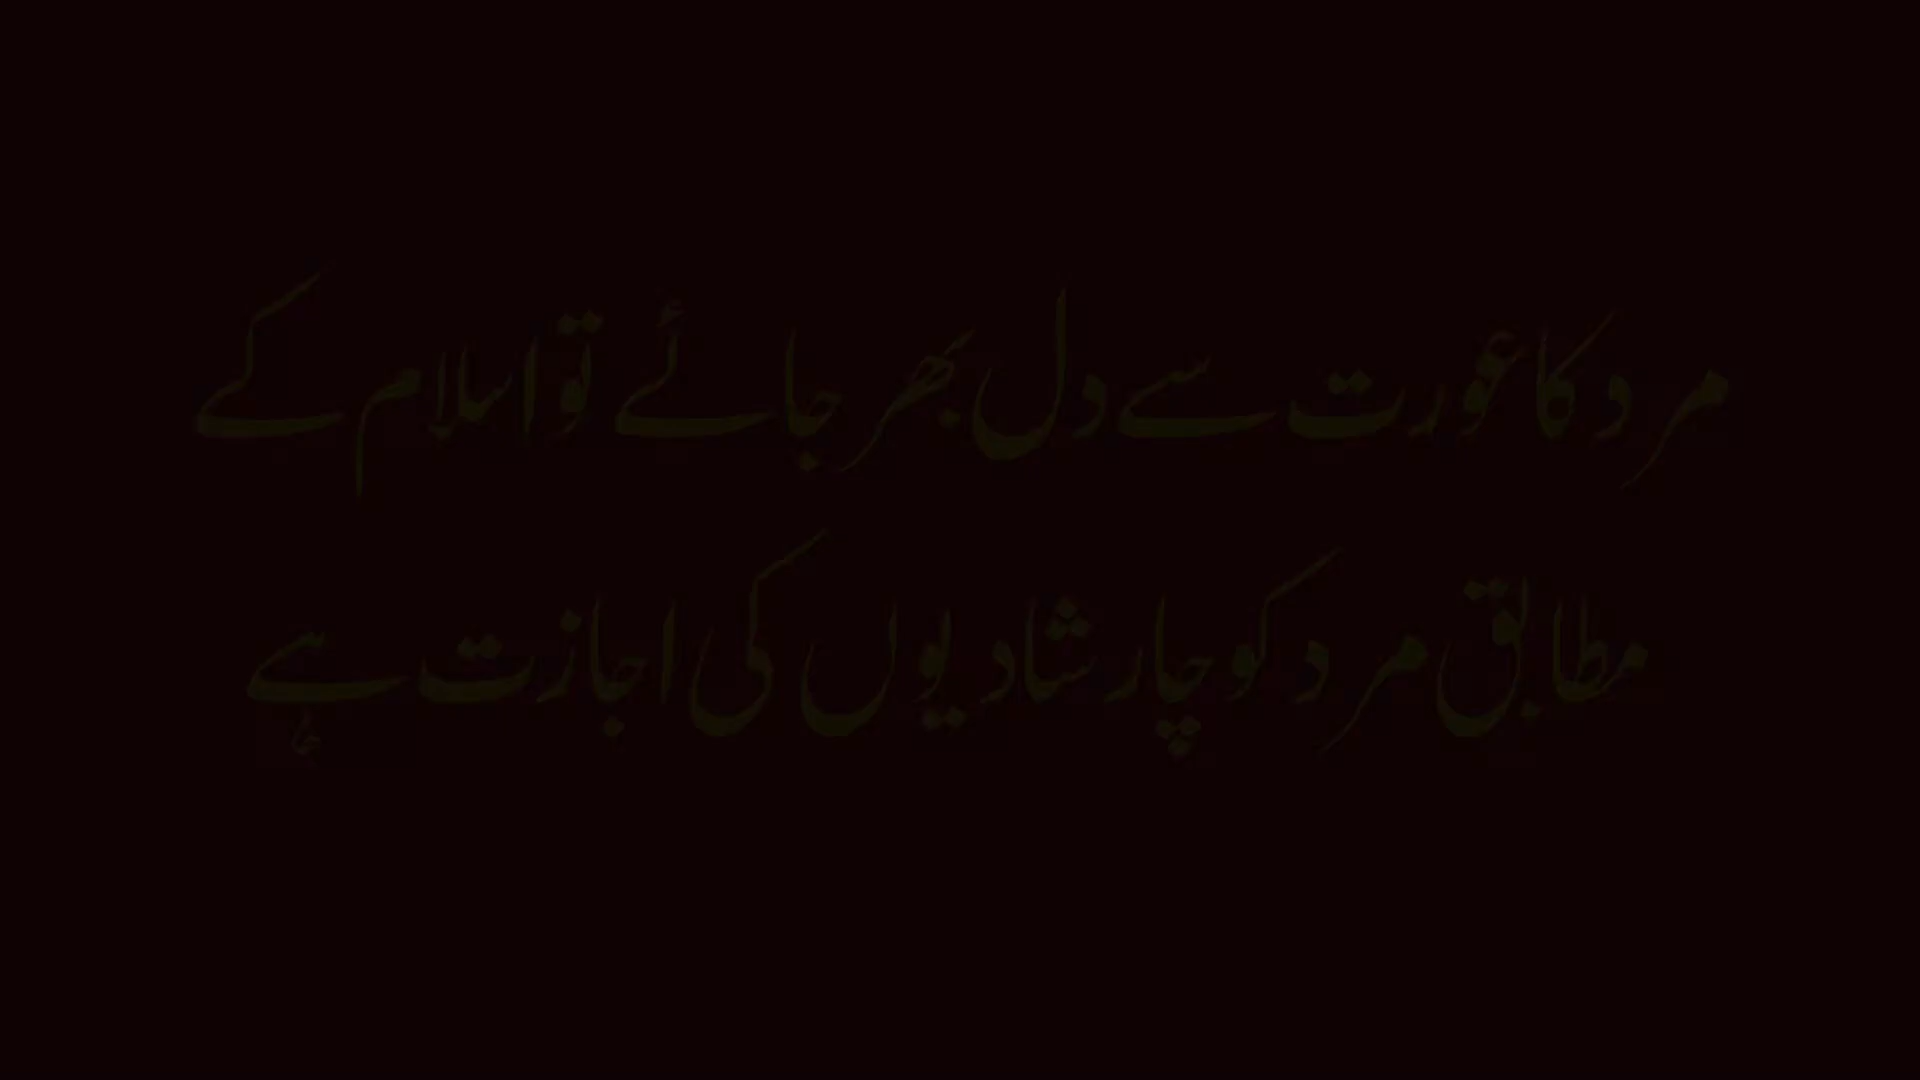 مرد کا عورت سے دل بھر جائے تو اسلام کے
مطابق مرد کو چار شادیوں کی اجازت ہے